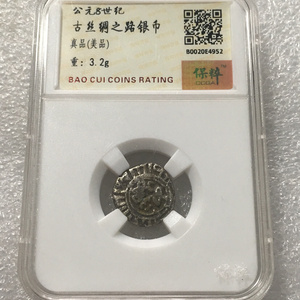 公元8世纪
古丝绸之路银币
真品(美品)
重：3.2g
BAO CUI COINS RATING
B0020E4952
保粹